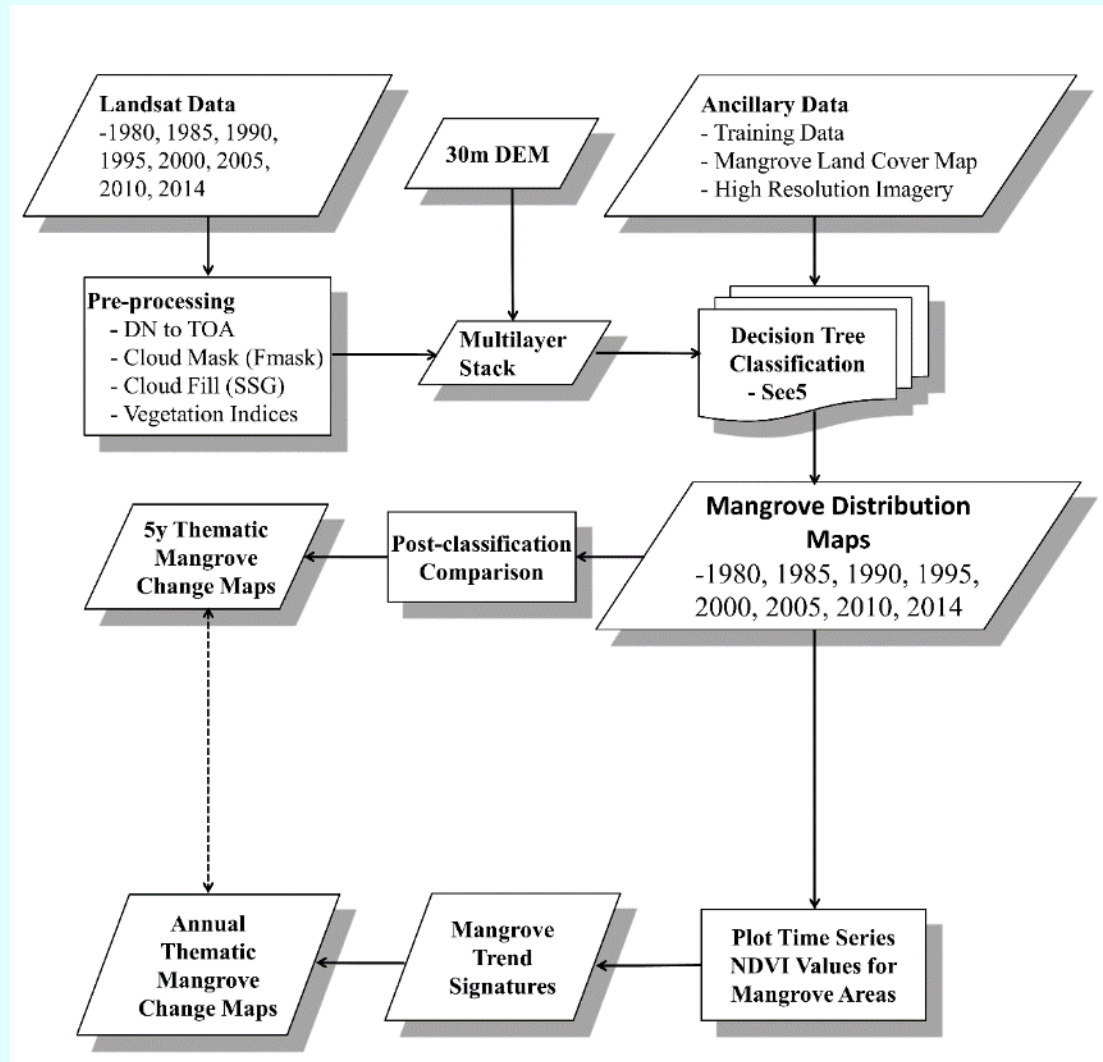 Landsat Data
-1980, 1985, 1990,
1995, 2000, 2005,
2010, 2014
30m DEM
Ancillary Data
- Training Data
- Mangrove Land Cover Map
- High Resolution Imagery
Pre-processing
- DN to TOA
- Cloud Mask (Fmask)
- Cloud Fill (SSG)
- Vegetation Indices
Multilayer
Stack
Decision Tree
Classification
- See5
5y Thematic
Mangrove
Change Maps
Post-classification
Comparison
Mangrove Distribution
Maps
-1980, 1985, 1990, 1995,
2000, 2005, 2010, 2014
Annual
Thematic
Mangrove
Change Maps
Mangrove
Trend
Signatures
Plot Time Series
NDVI Values for
Mangrove Areas